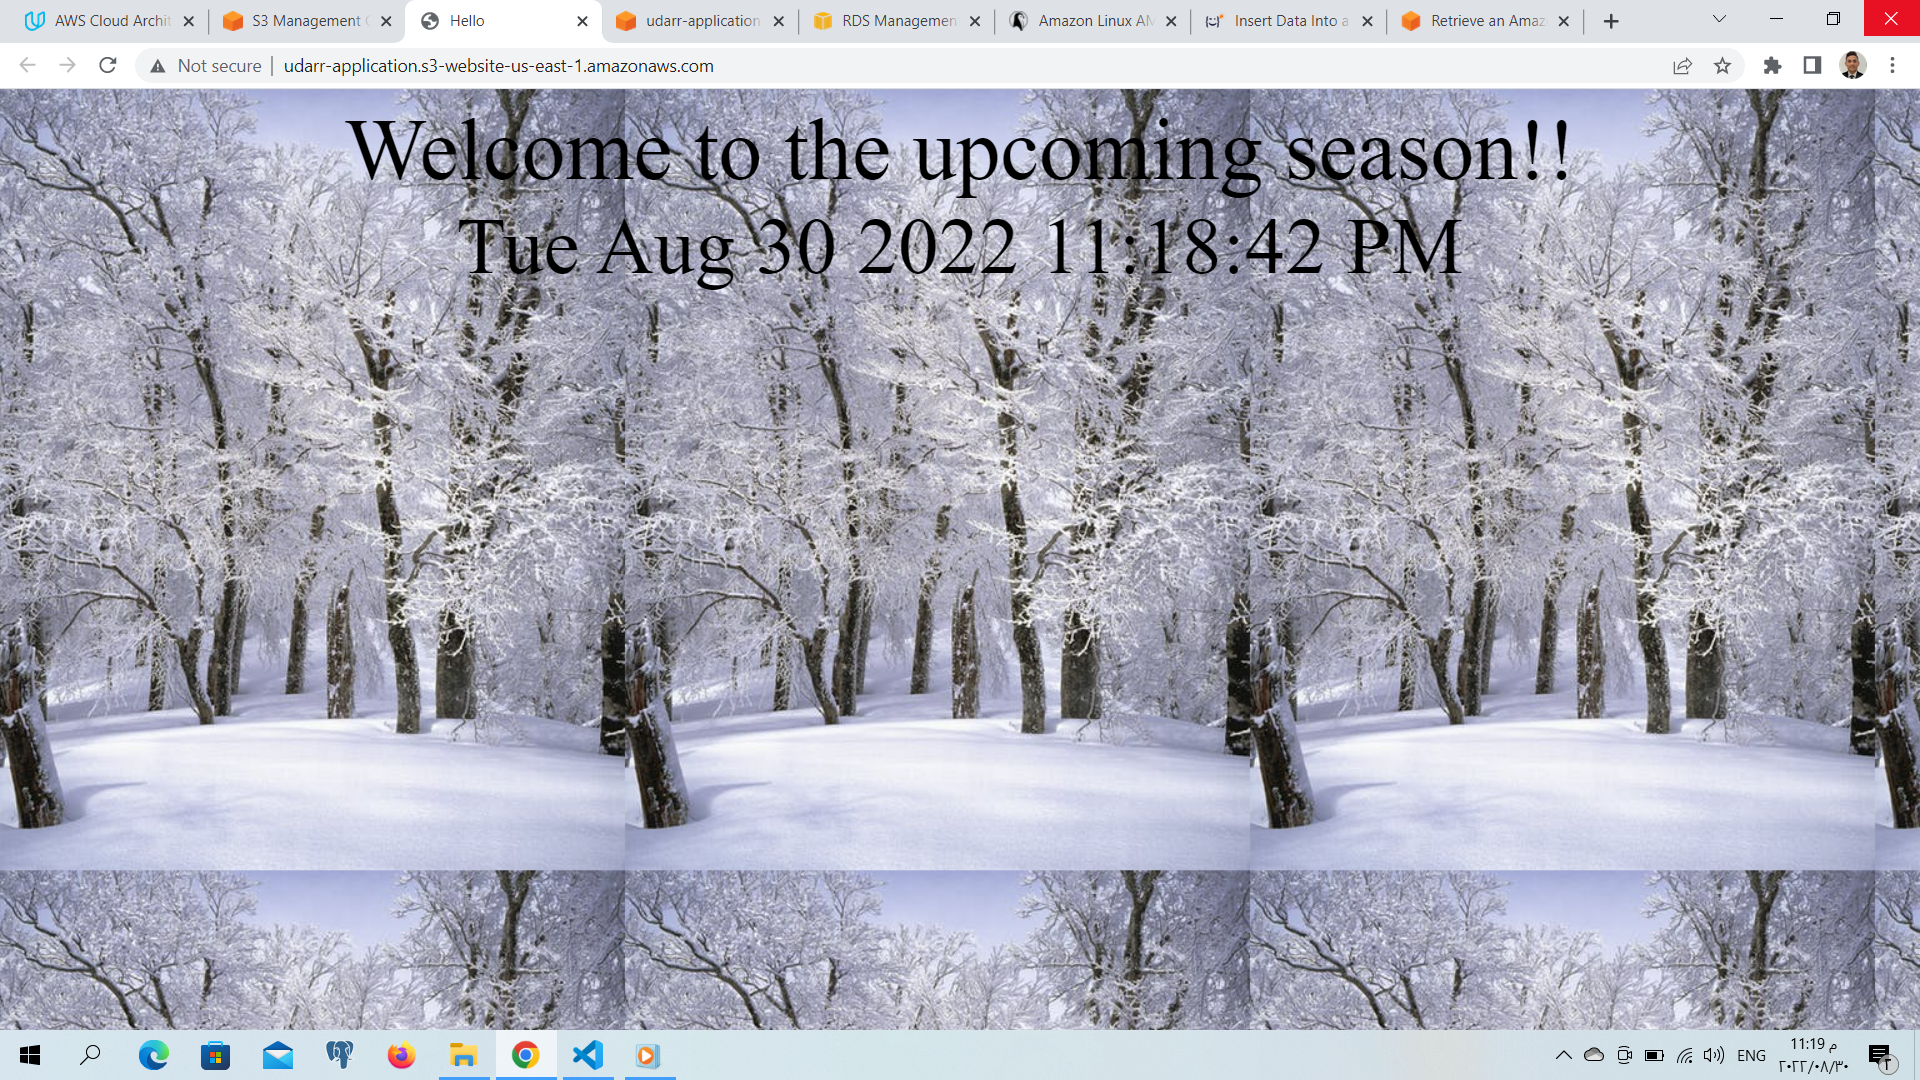 AWS Cloud Archit
S3 Management C
Hello
udarr-application
RDS Managemen
Amazon Linux AM
Insert Data Into a
Retrieve an Amaz
Not secure
udarr-application.s3-website-us-east-1.amazonaws.com
Welcome to the upcoming season!!
Tue Aug 30 2022 11:18:42 PM
ENG
11:19 م
٢٠٢٢/٠٨/٣٠
٢